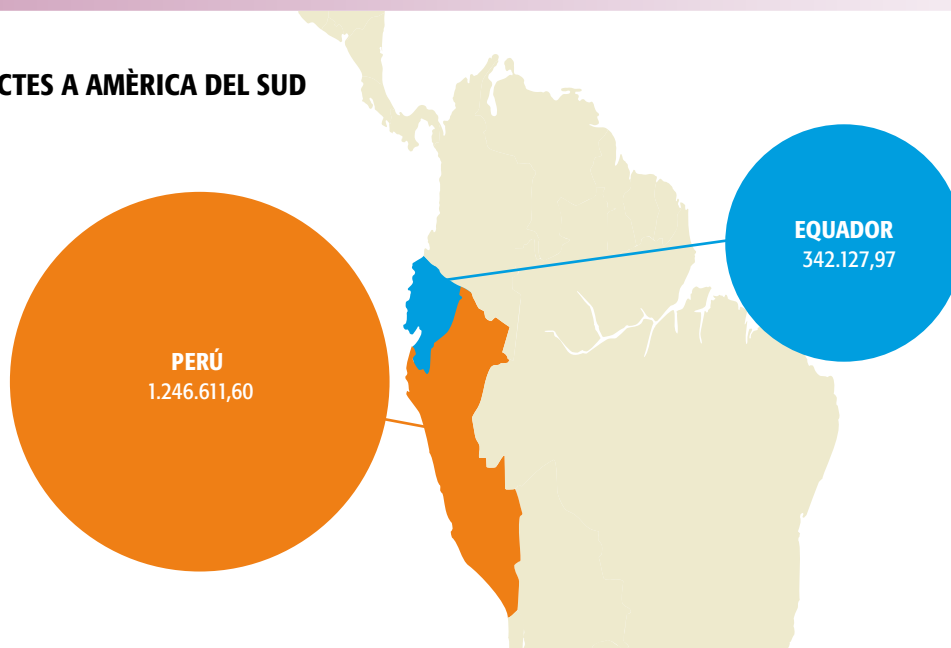 CTES A AMÈRICA DEL SUD
EQUADOR
342.127,97
PERÚ
1.246.611,60